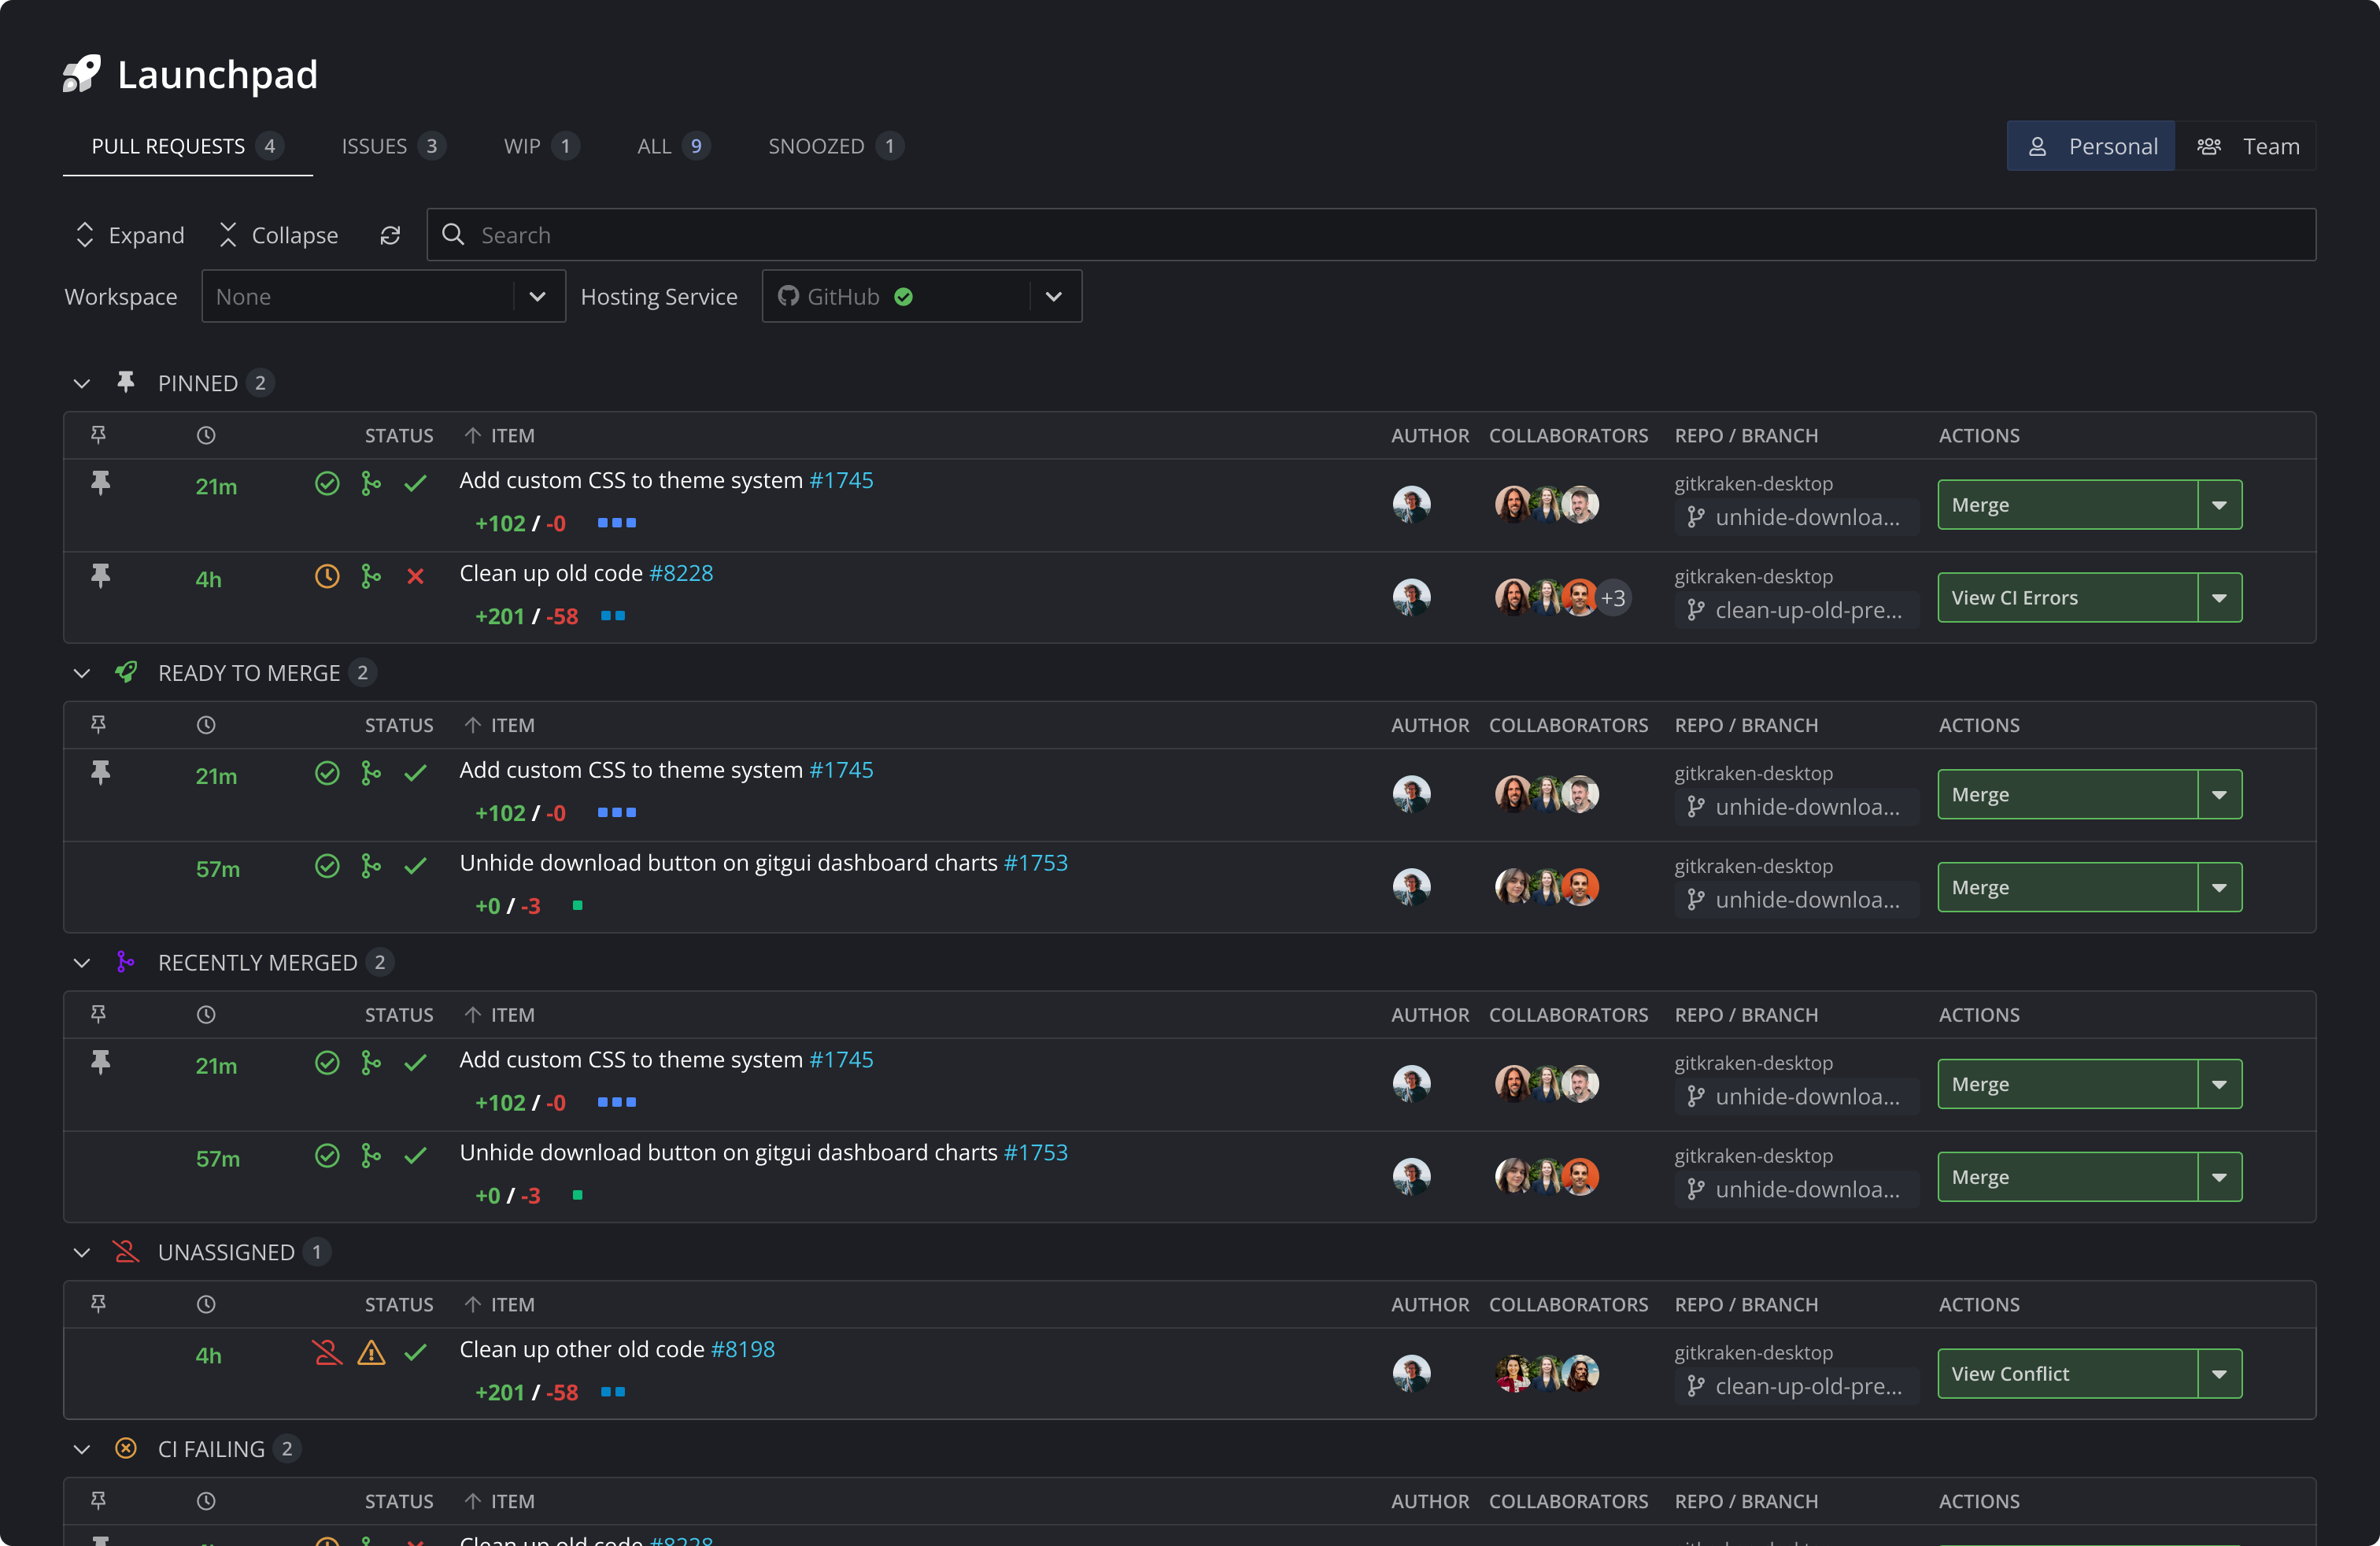 Launchpad
PULL REQUESTS 4 ISSUES 3 WIP 1 ALL 9 SNOOZED 1 Personal Team
Expand Collapse Search
Workspace None Hosting Service GitHub
PINNED 2
STATUS ITEM AUTHOR COLLABORATORS REPO / BRANCH ACTIONS
21m Add custom CSS to theme system #1745 gitkraken-desktop
+102 / -0 unhide-downloa... Merge
4h Clean up old code #8228 gitkraken-desktop
+201 / -58 +3 clean-up-old-pre... View CI Errors
READY TO MERGE 2
STATUS ITEM AUTHOR COLLABORATORS REPO / BRANCH ACTIONS
21m Add custom CSS to theme system #1745 gitkraken-desktop
+102 / -0 unhide-downloa... Merge
57m Unhide download button on gitgui dashboard charts #1753 gitkraken-desktop
+0 / -3 unhide-downloa... Merge
RECENTLY MERGED 2
STATUS ITEM AUTHOR COLLABORATORS REPO / BRANCH ACTIONS
21m Add custom CSS to theme system #1745 gitkraken-desktop
+102 / -0 unhide-downloa... Merge
57m Unhide download button on gitgui dashboard charts #1753 gitkraken-desktop
+0 / -3 unhide-downloa... Merge
UNASSIGNED 1
STATUS ITEM AUTHOR COLLABORATORS REPO / BRANCH ACTIONS
4h Clean up other old code #8198 gitkraken-desktop
+201 / -58 clean-up-old-pre... View Conflict
CI FAILING 2
STATUS ITEM AUTHOR COLLABORATORS REPO / BRANCH ACTIONS
Clean up old code #8228